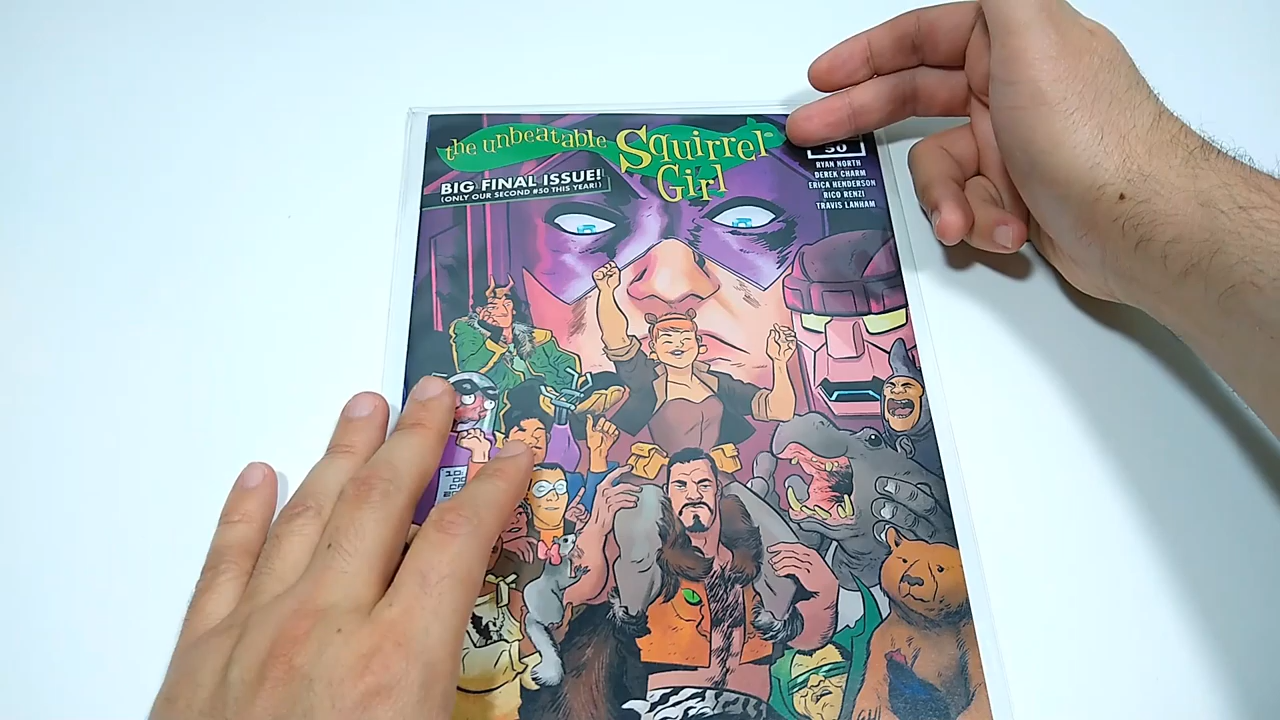 the unbeatable Squirrel Girl
BIG FINAL ISSUE!
(ONLY OUR SECOND #50 THIS YEAR!)
50
RYAN NORTH
DEREK CHARM
ERICA HENDERSON
RICO RENZI
TRAVIS LANHAM